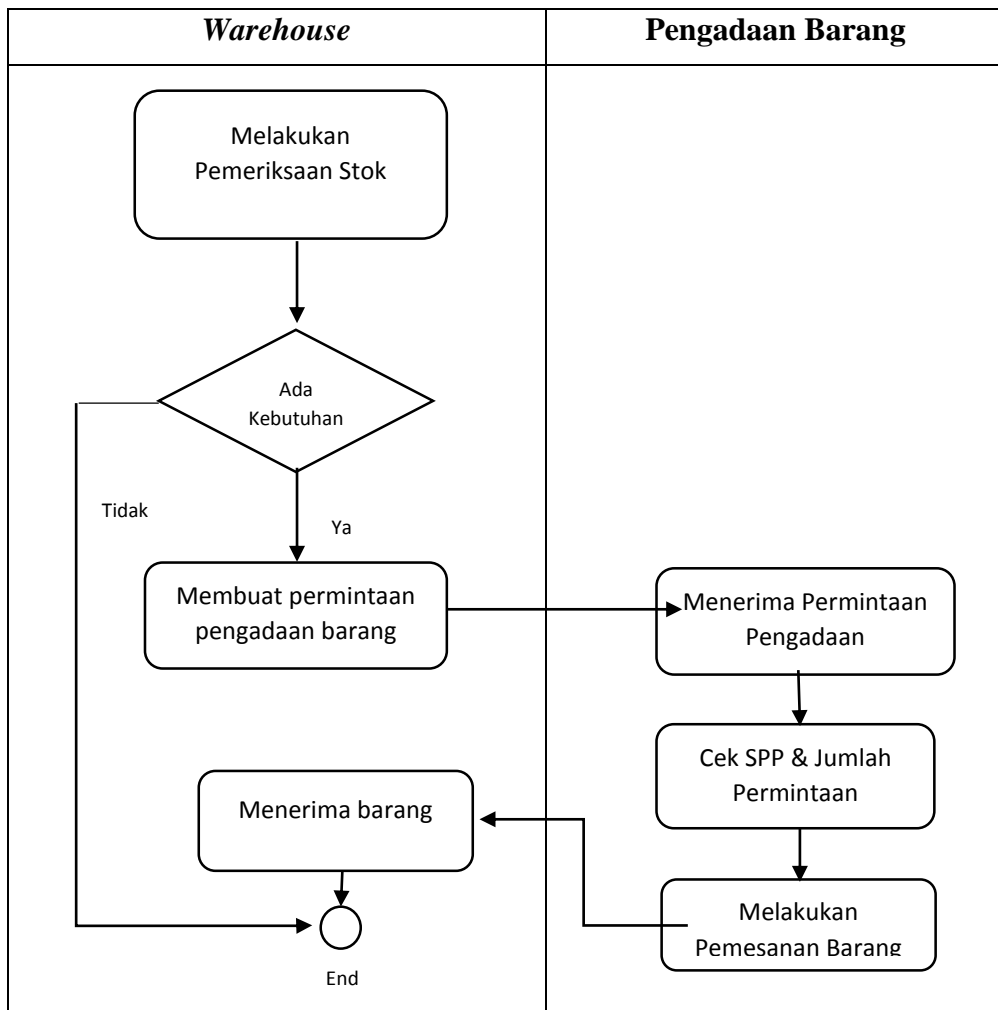 Warehouse
Pengadaan Barang
Melakukan
Pemeriksaan Stok
Ada
Kebutuhan
Tidak
Ya
Membuat permintaan
pengadaan barang
Menerima Permintaan
Pengadaan
Cek SPP & Jumlah
Permintaan
Melakukan
Pemesanan Barang
Menerima barang
End